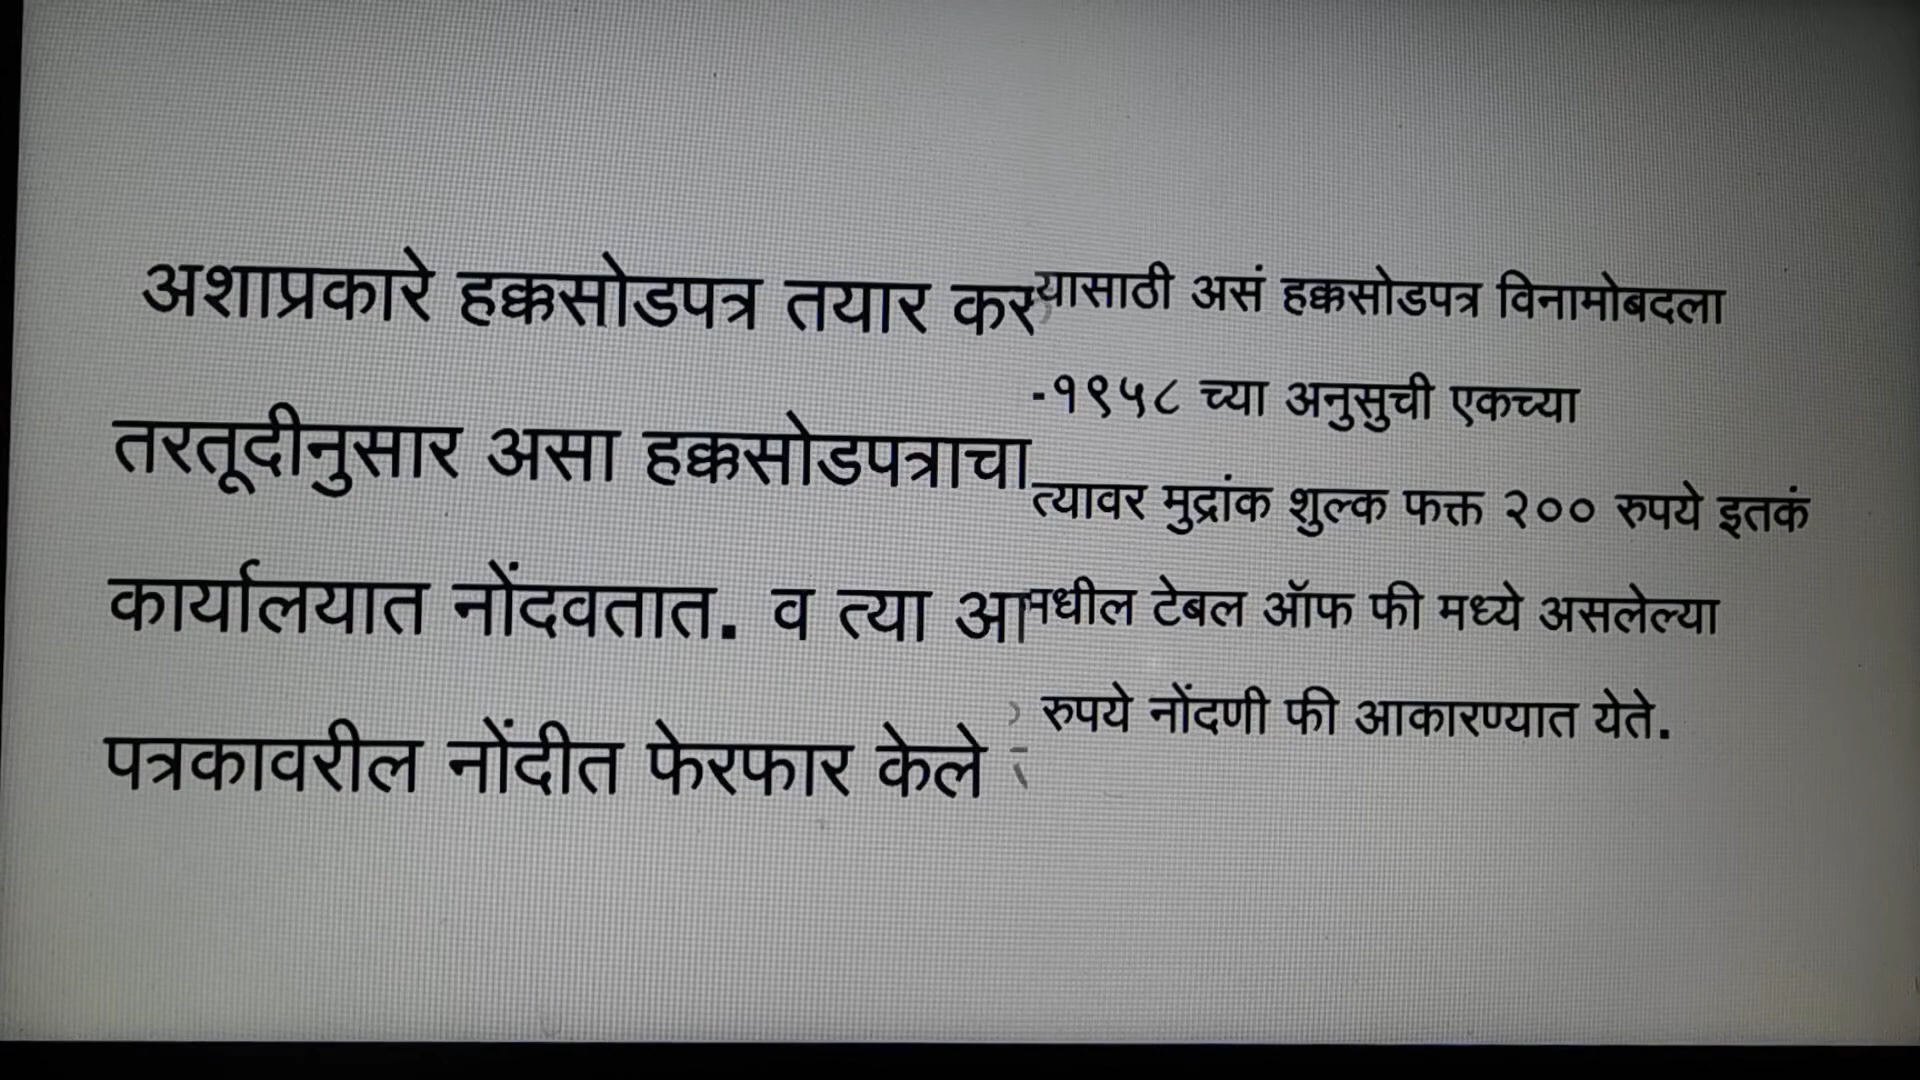 अशाप्रकारे हक्कसोडपत्र तयार कर
तरतूदीनुसार असा हक्कसोडपत्राचा
कार्यालयात नोंदवतात. व त्या आ
पत्रकावरील नोंदीत फेरफार केले
यासाठी असं हक्कसोडपत्र विनामोबदला
-१९५८ च्या अनुसुची एकच्या
त्यावर मुद्रांक शुल्क फक्त २०० रुपये इतकं
मधील टेबल ऑफ फी मध्ये असलेल्या
रुपये नोंदणी फी आकारण्यात येते.